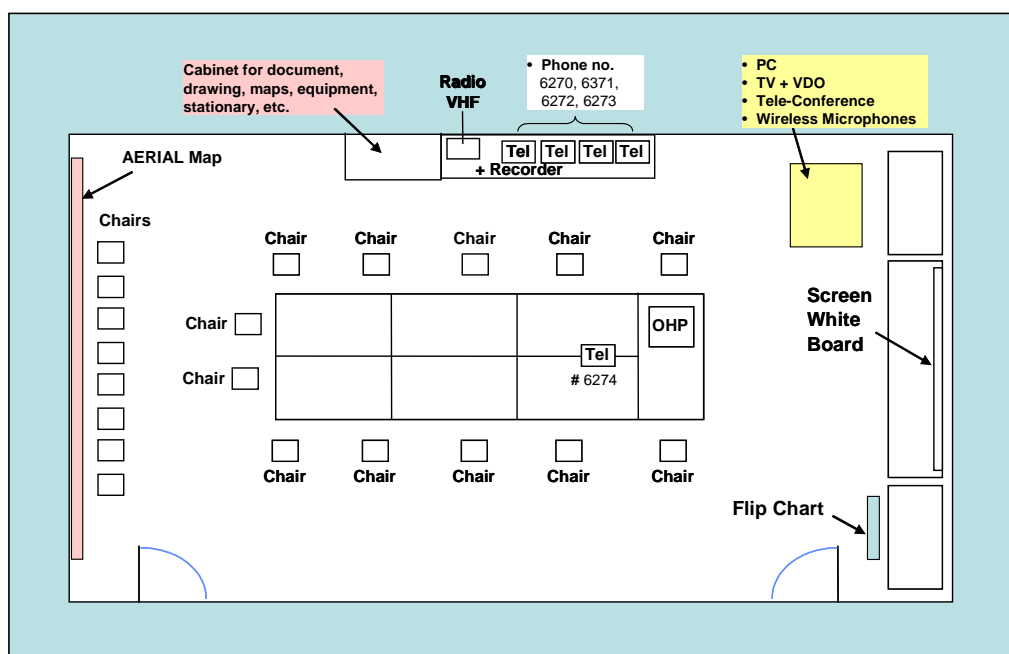 Cabinet for document,
drawing, maps, equipment,
stationary, etc.
Radio
VHF
• Phone no.
6270, 6371,
6272, 6273
• PC
• TV + VDO
• Tele-Conference
• Wireless Microphones
AERIAL Map
Tel Tel Tel Tel
+ Recorder
Chairs
Chair Chair Chair Chair Chair
Chair
Chair
OHP
Tel
# 6274
Screen
White
Board
Chair Chair Chair Chair Chair
Flip Chart